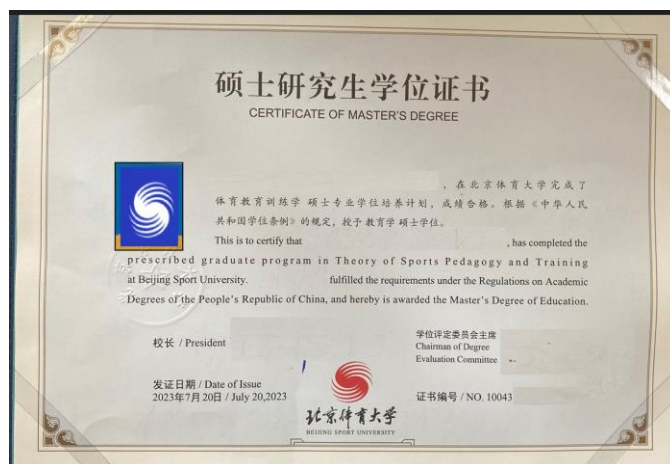 硕士研究生学位证书
CERTIFICATE OF MASTER'S DEGREE
，在北京体育大学完成了
体育教育训练学 硕士专业学位培养计划，成绩合格。根据《中华人民
共和国学位条例》的规定，授予教育学硕士学位。
This is to certify that , has completed the
prescribed graduate program in Theory of Sports Pedagogy and Training
at Beijing Sport University. fulfilled the requirements under the Regulations on Academic
Degrees of the People's Republic of China, and hereby is awarded the Master's Degree of Education.
校长 / President
学位评定委员会主席
Chairman of Degree
Evaluation Committee
发证日期 / Date of Issue
2023年7月20日 / July 20,2023
证书编号 / NO. 10043
北京体育大学
BEIJING SPORT UNIVERSITY